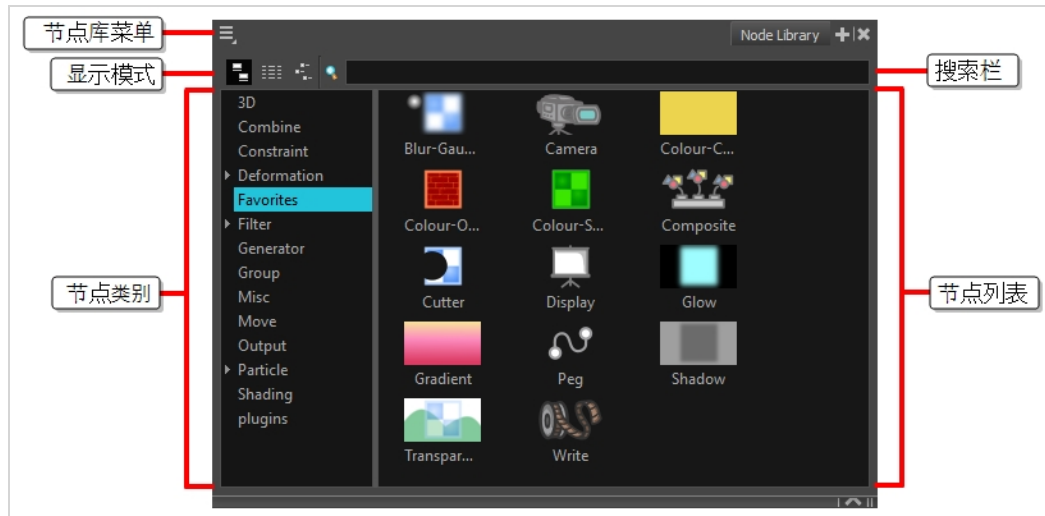 节点库菜单
Node Library
显示模式
搜索栏
3D
Combine
Constraint
Deformation
Favorites
Filter
Generator
Group
Misc
Move
Output
Particle
Shading
plugins
Blur-Gau...
Camera
Colour-C...
Colour-O...
Colour-S...
Composite
Cutter
Display
Glow
Gradient
Peg
Shadow
Transpar...
Write
节点类别
节点列表